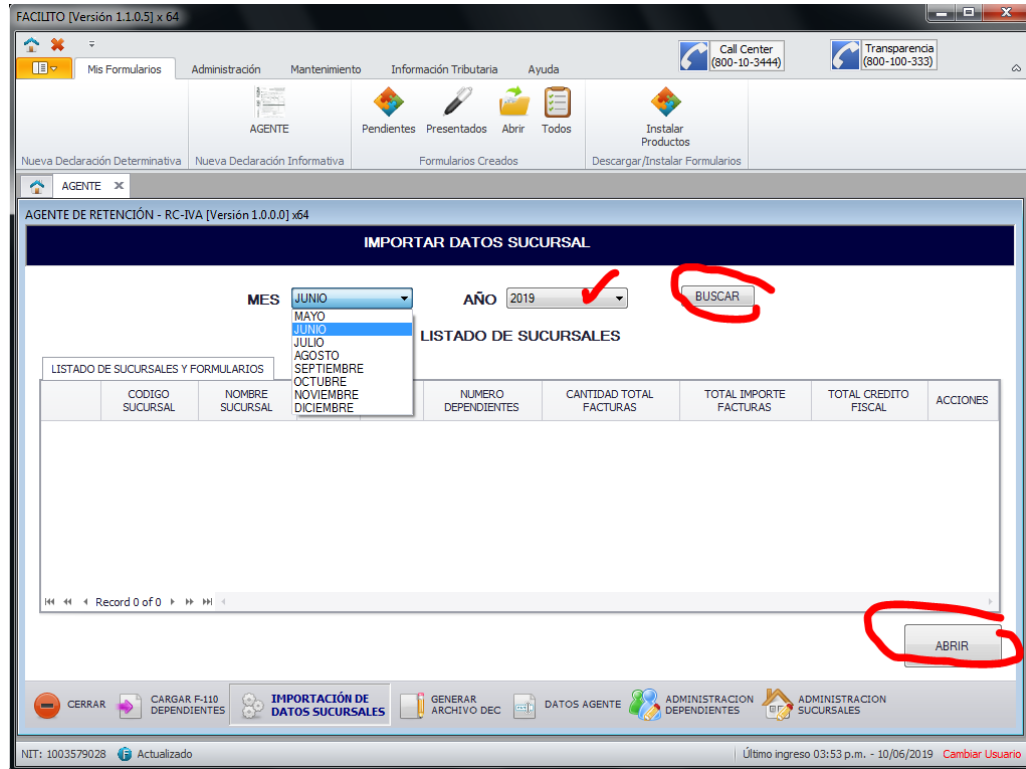 FACILITO [Versión 1.1.0.5] x 64
Call Center
(800-10-3444)
Transparencia
(800-100-333)
Mis Formularios Administración Mantenimiento Información Tributaria Ayuda
AGENTE
Pendientes Presentados Abrir Todos
Instalar
Productos
Nueva Declaración Determinativa Nueva Declaración Informativa Formularios Creados Descargar/Instalar Formularios
AGENTE
AGENTE DE RETENCIÓN - RC-IVA [Versión 1.0.0.0] x64
IMPORTAR DATOS SUCURSAL
MES JUNIO AÑO 2019 BUSCAR
MAYO
JUNIO
JULIO
AGOSTO
SEPTIEMBRE
OCTUBRE
NOVIEMBRE
DICIEMBRE
LISTADO DE SUCURSALES
LISTADO DE SUCURSALES Y FORMULARIOS
CODIGO
SUCURSAL
NOMBRE
SUCURSAL
NUMERO
DEPENDIENTES
CANTIDAD TOTAL
FACTURAS
TOTAL IMPORTE
FACTURAS
TOTAL CREDITO
FISCAL
ACCIONES
Record 0 of 0
ABRIR
CERRAR
CARGAR F-110
DEPENDIENTES
IMPORTACIÓN DE
DATOS SUCURSALES
GENERAR
ARCHIVO DEC
DATOS AGENTE
ADMINISTRACION
DEPENDIENTES
ADMINISTRACION
SUCURSALES
NIT: 1003579028 Actualizado Último ingreso 03:53 p.m. - 10/06/2019 Cambiar Usuario